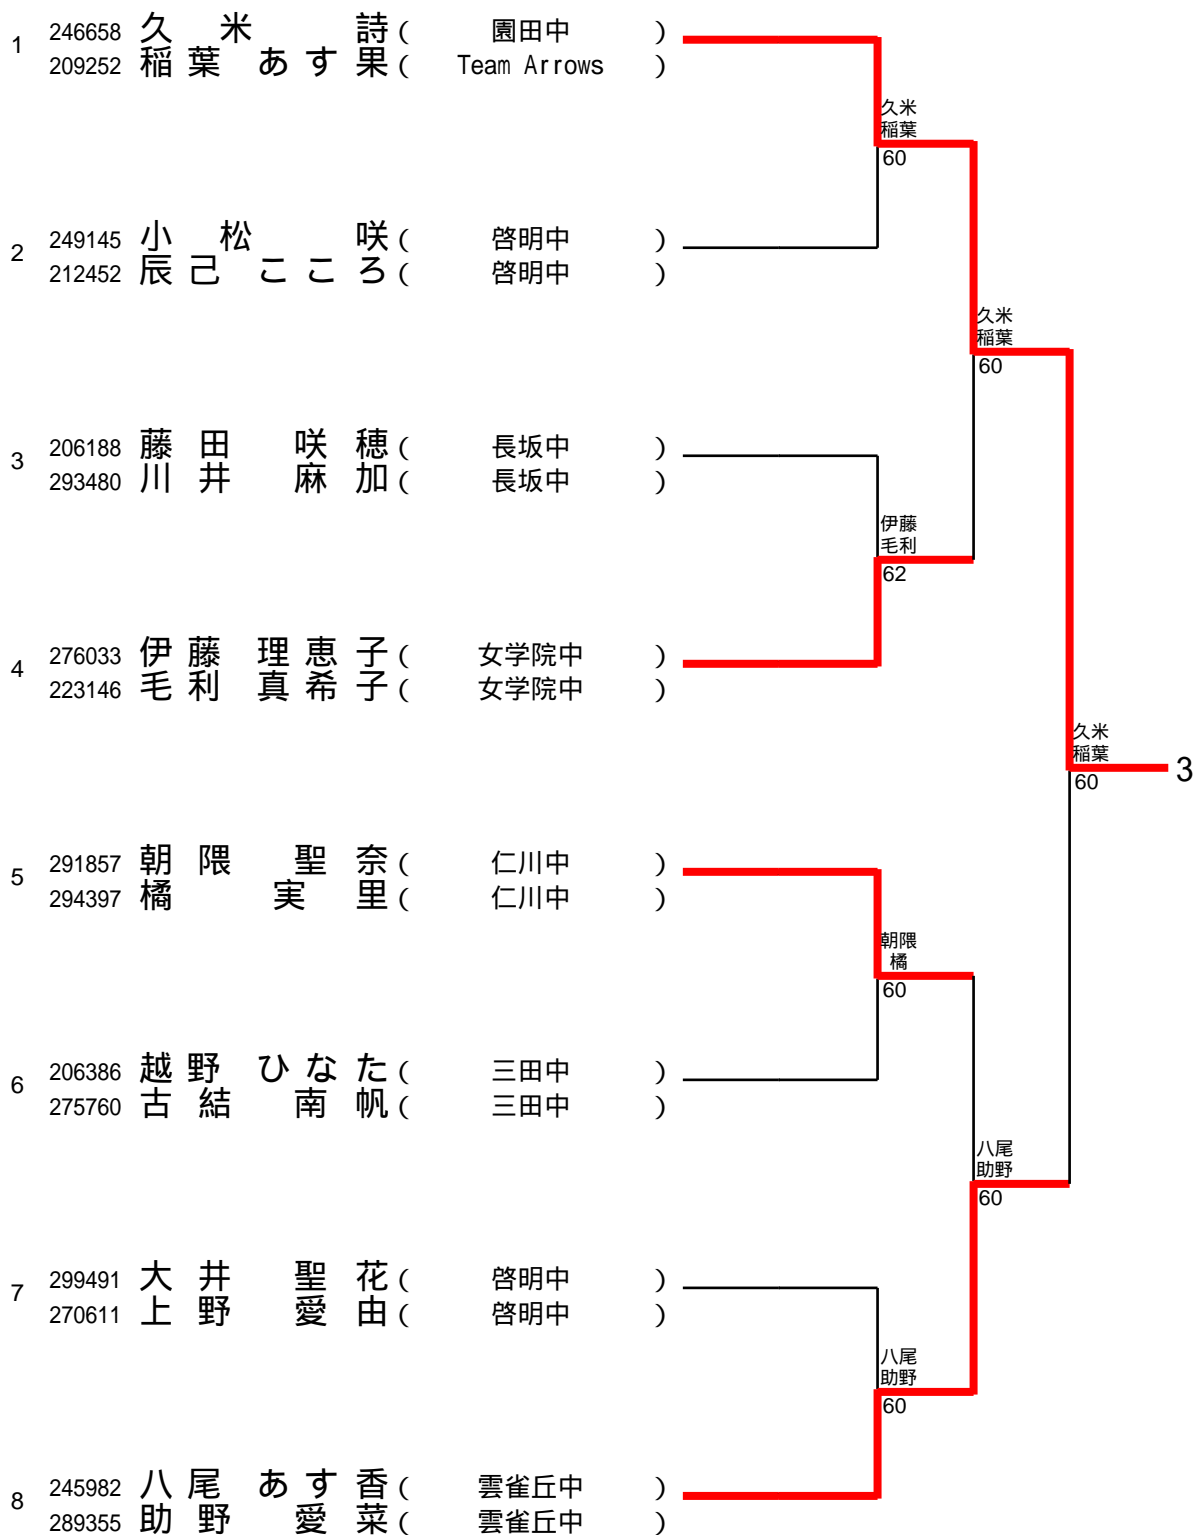 1 246658 久米 詩 ( 園田中 )
209252 稲葉 あす果 ( Team Arrows )
久米
稲葉
60
2 249145 小松 咲 ( 啓明中 )
212452 辰己 こころ ( 啓明中 )
久米
稲葉
60
3 206188 藤田 咲穂 ( 長坂中 )
293480 川井 麻加 ( 長坂中 )
伊藤
毛利
62
4 276033 伊藤 理恵子 ( 女学院中 )
223146 毛利 真希子 ( 女学院中 )
久米
稲葉
60
3
5 291857 朝隈 聖奈 ( 仁川中 )
294397 橘 実里 ( 仁川中 )
朝隈
橘
60
6 206386 越野 ひなた ( 三田中 )
275760 古結 南帆 ( 三田中 )
八尾
助野
60
7 299491 大井 聖花 ( 啓明中 )
270611 上野 愛由 ( 啓明中 )
八尾
助野
60
8 245982 八尾 あす香 ( 雲雀丘中 )
289355 助野 愛菜 ( 雲雀丘中 )